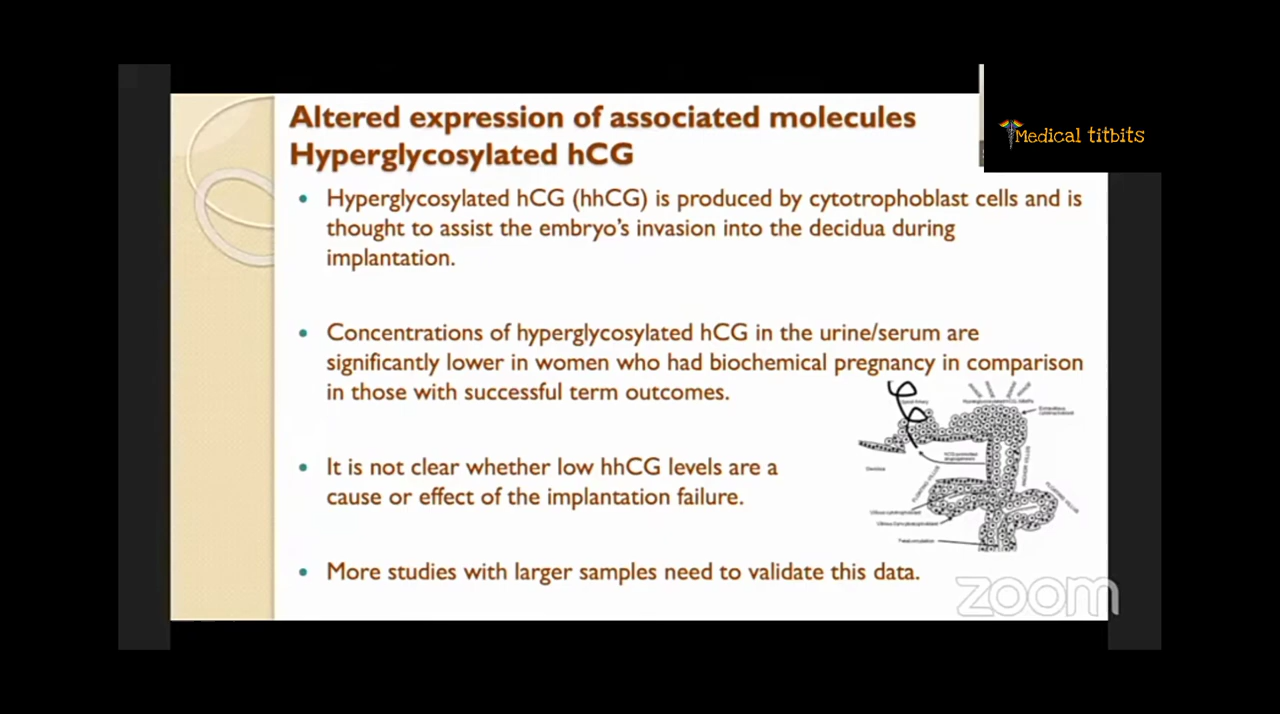 Altered expression of associated molecules
Hyperglycosylated hCG
Medical titbits
Hyperglycosylated hCG (hhCG) is produced by cytotrophoblast cells and is
thought to assist the embryo's invasion into the decidua during
implantation.
Concentrations of hyperglycosylated hCG in the urine/serum are
significantly lower in women who had biochemical pregnancy in comparison
in those with successful term outcomes.
It is not clear whether low hhCG levels are a
cause or effect of the implantation failure.
Decidua
More studies with larger samples need to validate this data.
zoom